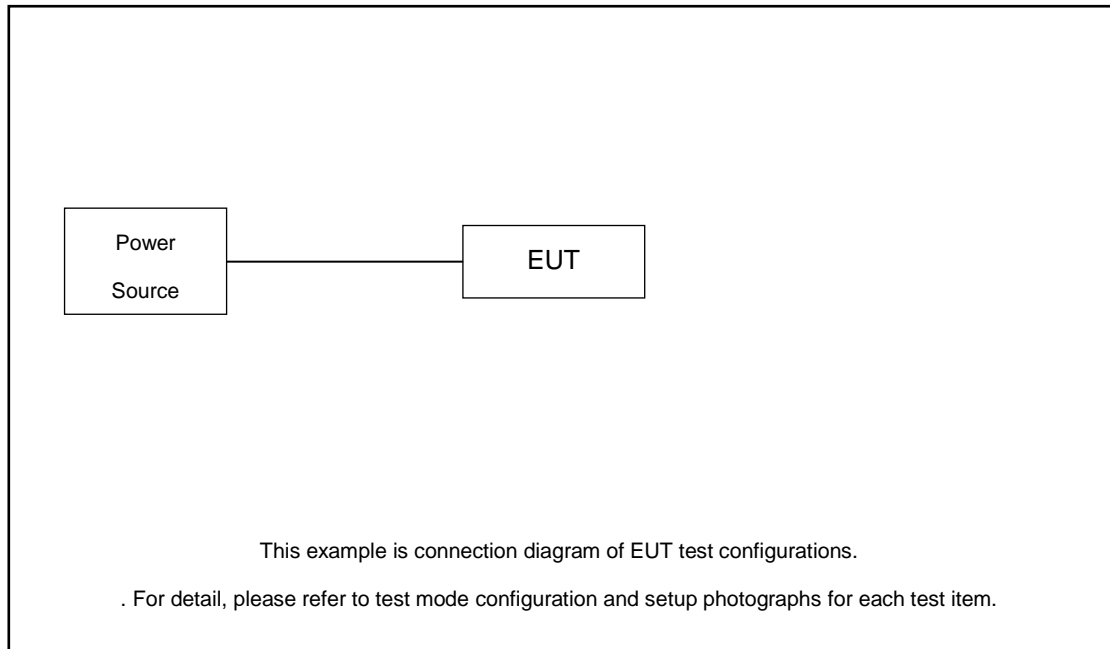 Power
Source
EUT
This example is connection diagram of EUT test configurations.
. For detail, please refer to test mode configuration and setup photographs for each test item.